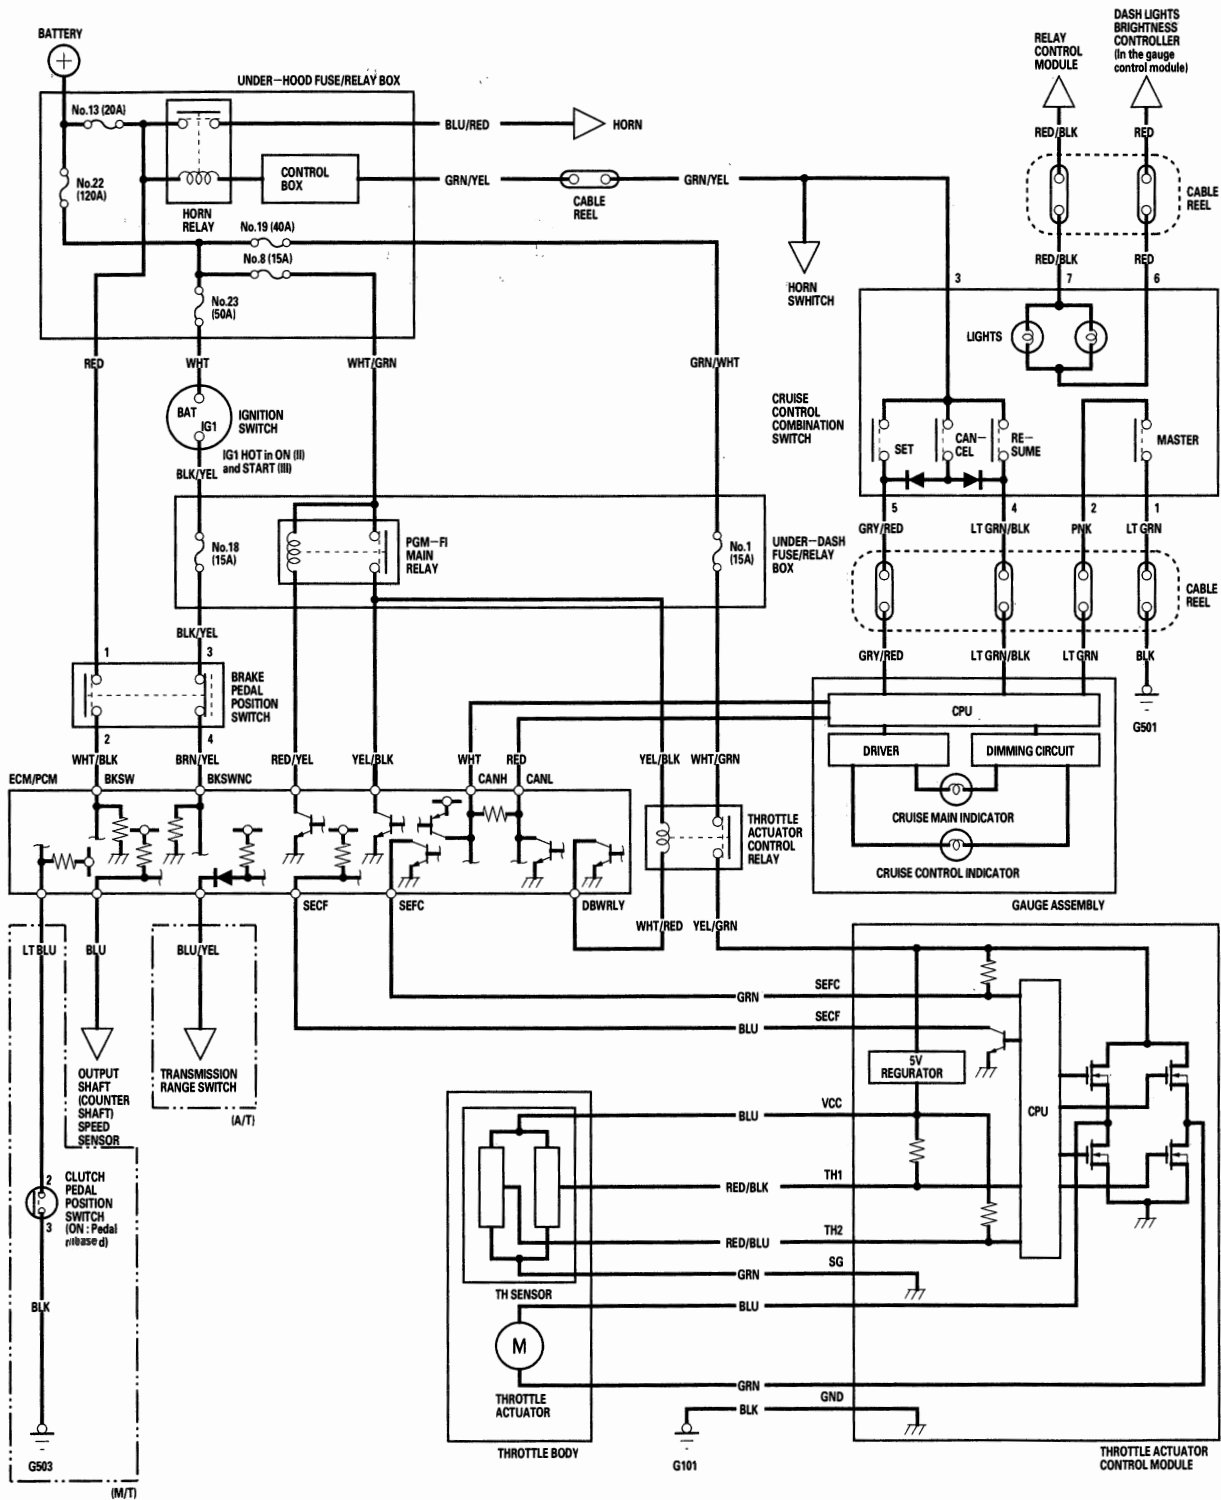 BATTERY
UNDER-HOOD FUSE/RELAY BOX
No.13 (20A)
No.22
(120A)
HORN
RELAY
CONTROL
BOX
BLU/RED
HORN
GRN/YEL
CABLE
REEL
GRN/YEL
HORN
SWHITCH
No.19 (40A)
No.8 (15A)
No.23
(50A)
RELAY
CONTROL
MODULE
DASH LIGHTS
BRIGHTNESS
CONTROLLER
(In the gauge
control module)
RED/BLK
RED
CABLE
REEL
RED/BLK
RED
3
7
6
LIGHTS
CRUISE
CONTROL
COMBINATION
SWITCH
SET
CAN-
CEL
RE-
SUME
MASTER
5
4
2
1
GRY/RED
LT GRN/BLK
PNK
LT GRN
CABLE
REEL
GRY/RED
LT GRN/BLK
LT GRN
BLK
G501
RED
WHT
WHT/GRN
GRN/WHT
BAT
IG1
IGNITION
SWITCH
IG1 HOT in ON (II)
and START (III)
BLK/YEL
No.18
(15A)
PGM-FI
MAIN
RELAY
No.1
(15A)
UNDER-DASH
FUSE/RELAY
BOX
BLK/YEL
1
3
BRAKE
PEDAL
POSITION
SWITCH
2
4
WHT/BLK
BRN/YEL
RED/YEL
YEL/BLK
WHT
RED
YEL/BLK
WHT/GRN
ECM/PCM
BKSW
BKSWNC
CANH
CANL
CPU
DRIVER
DIMMING CIRCUIT
CRUISE MAIN INDICATOR
CRUISE CONTROL INDICATOR
GAUGE ASSEMBLY
THROTTLE
ACTUATOR
CONTROL
RELAY
SECF
SEFC
DBWRLY
WHT/RED
YEL/GRN
LT BLU
BLU
BLU/YEL
OUTPUT
SHAFT
(COUNTER
SHAFT)
SPEED
SENSOR
TRANSMISSION
RANGE SWITCH
(A/T)
2
CLUTCH
PEDAL
POSITION
SWITCH
(ON : Pedal
3
BLK
G503
(M/T)
GRN
SEFC
BLU
SECF
5V
REGURATOR
CPU
BLU
VCC
RED/BLK
TH1
RED/BLU
TH2
GRN
SG
TH SENSOR
BLU
M
THROTTLE
ACTUATOR
GRN
BLK
GND
G101
THROTTLE BODY
THROTTLE ACTUATOR
CONTROL MODULE